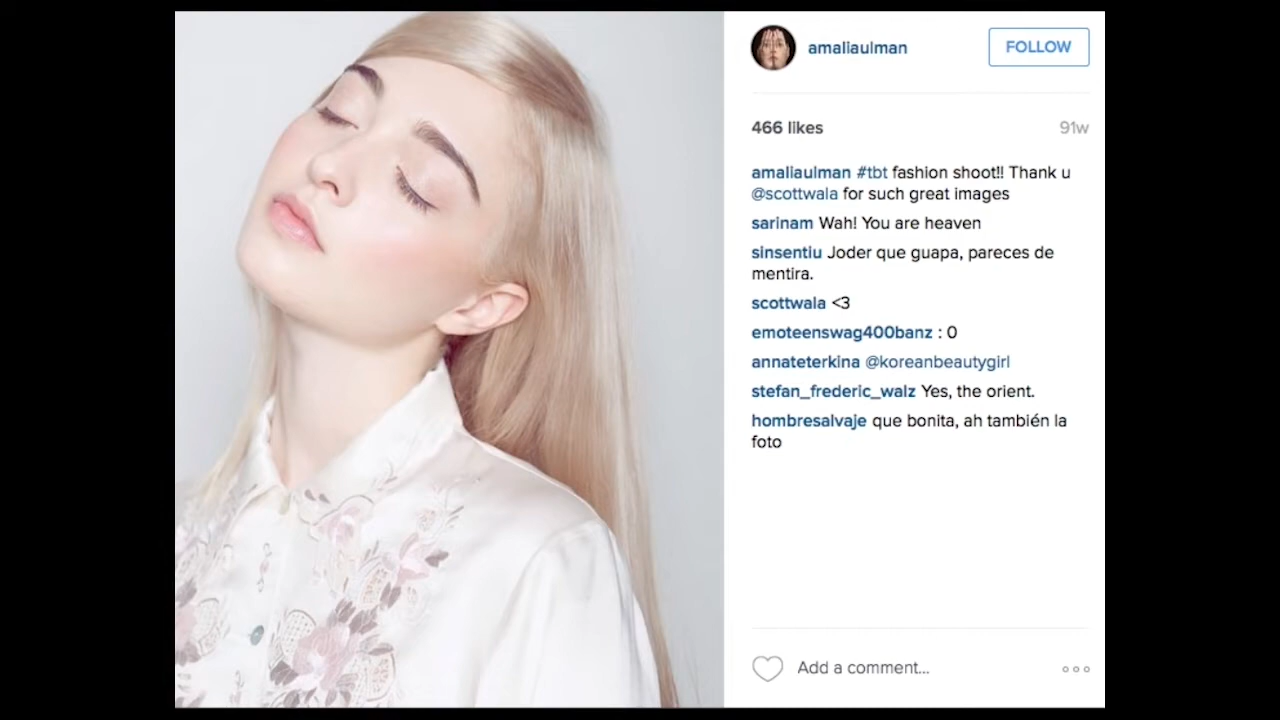 amaliaulman
FOLLOW
466 likes
91w
amaliaulman #tbt fashion shoot!! Thank u
@scottwala for such great images
sarinam Wah! You are heaven
sinsentiu Joder que guapa, pareces de
mentira.
scottwala <3
emoteenswag400banz : 0
annateterkina @koreanbeautygirl
stefan_frederic_walz Yes, the orient.
hombresalvaje que bonita, ah también la
foto
Add a comment...